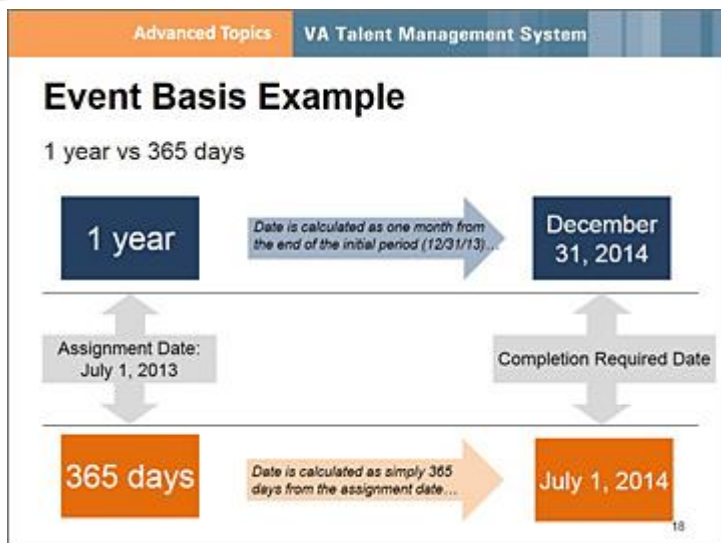 Advanced Topics
VA Talent Management System
Event Basis Example
1 year vs 365 days
1 year
Date is calculated as one month from
the end of the initial period (12/31/13)…
December
31, 2014
Assignment Date:
July 1, 2013
Completion Required Date
365 days
Date is calculated as simply 365
days from the assignment date…
July 1, 2014
18